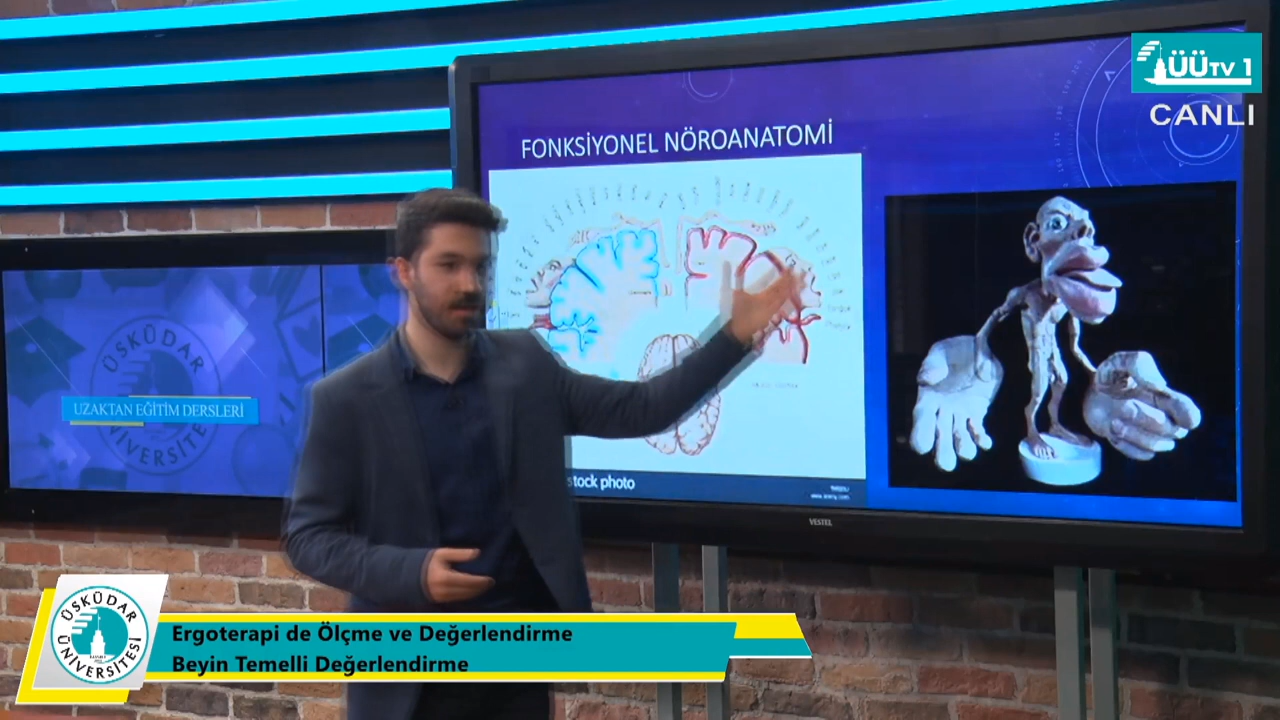 ÜÜTV 1
CANLI
FONKSİYONEL NÖROANATOMİ
stock photo
VESTEL
ÜSKÜDAR
UZAKTAN EĞİTİM DERSLERİ
ÜNİVERSİTESİ
ÜSKÜDAR
ÜNİVERSİTESİ
Ergoterapi de Ölçme ve Değerlendirme
Beyin Temelli Değerlendirme